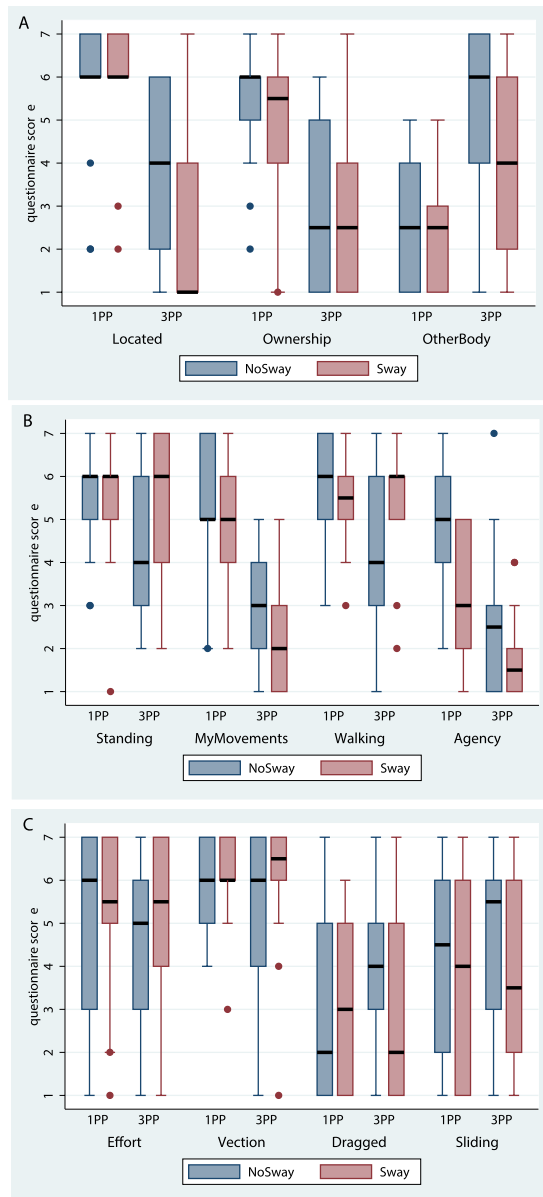 A
questionnaire scor e
7
6
5
4
3
2
1
1PP 3PP 1PP 3PP 1PP 3PP
Located Ownership OtherBody
NoSway Sway
B
questionnaire scor e
7
6
5
4
3
2
1
1PP 3PP 1PP 3PP 1PP 3PP 1PP 3PP
Standing MyMovements Walking Agency
NoSway Sway
C
questionnaire scor e
7
6
5
4
3
2
1
1PP 3PP 1PP 3PP 1PP 3PP 1PP 3PP
Effort Vection Dragged Sliding
NoSway Sway